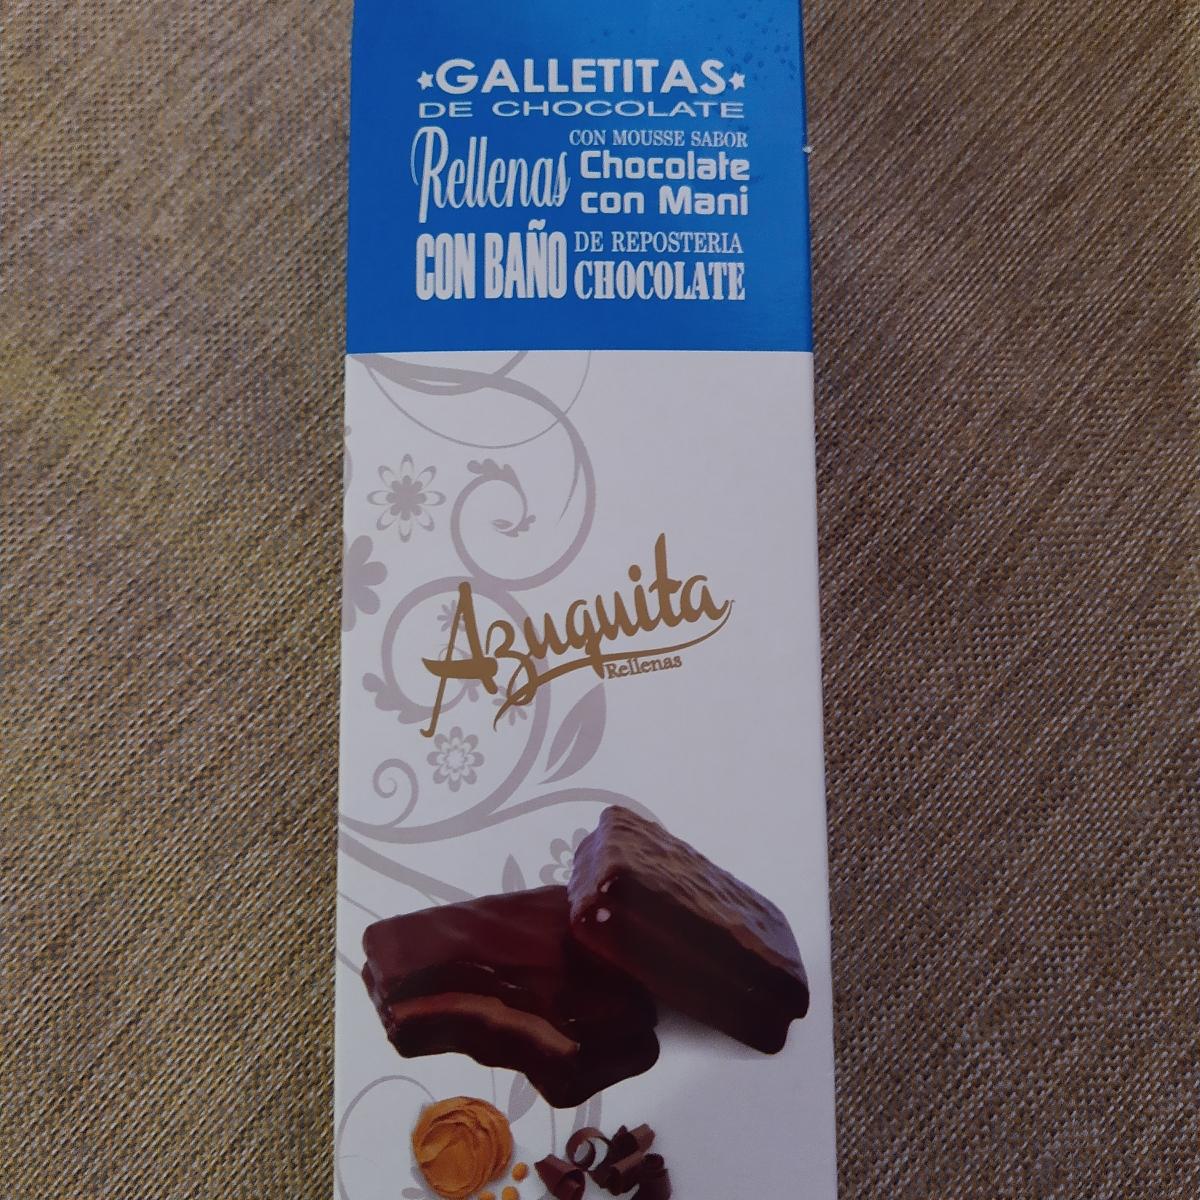 GALLETITAS
DE CHOCOLATE
Rellenas CON MOUSSE SABOR
Chocolate
con Mani
CON BAÑO DE REPOSTERIA
CHOCOLATE
Azuquita
Rellenas